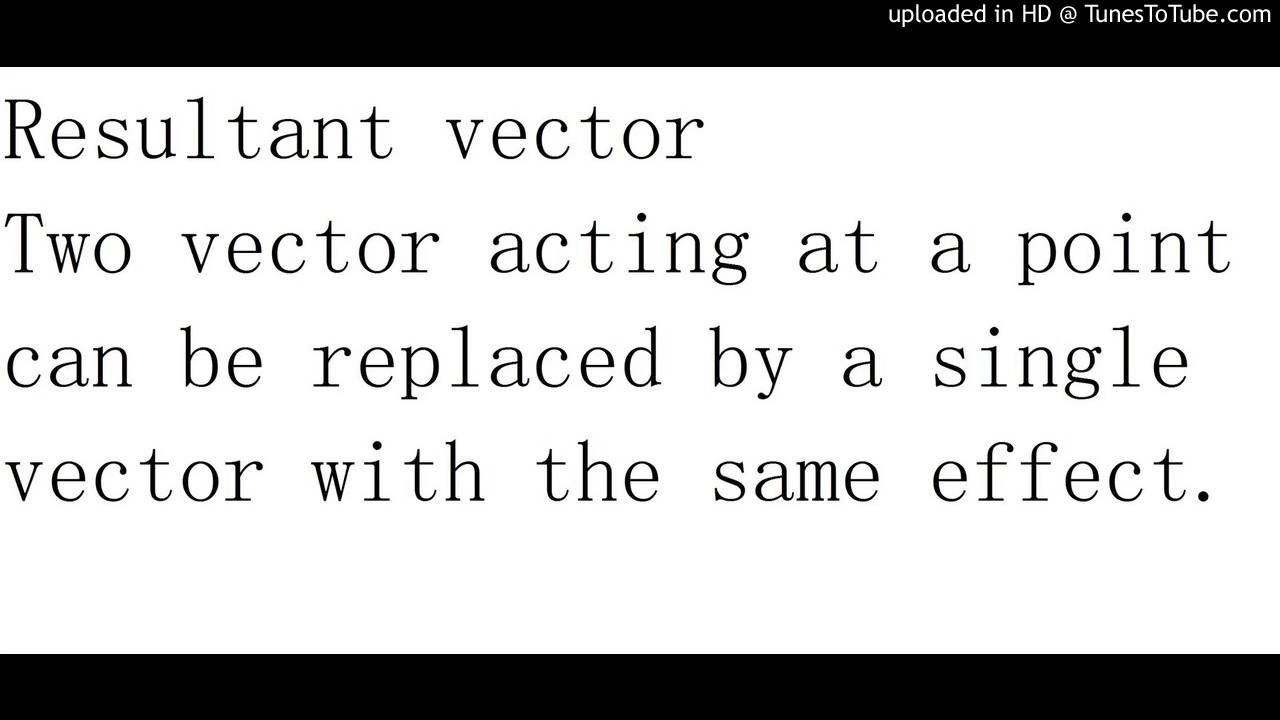 uploaded in HD @ TunesToTube.com
Resultant vector
Two vector acting at a point
can be replaced by a single
vector with the same effect.